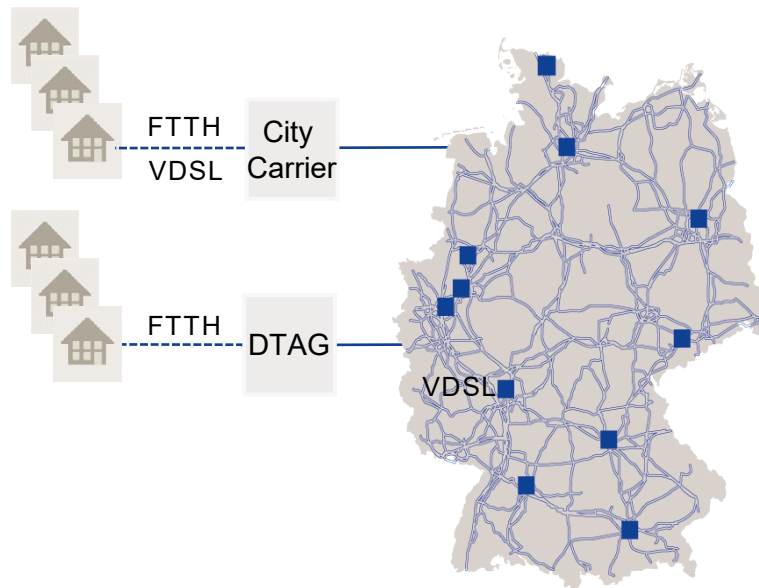 FTTH
VDSL
City
Carrier
FTTH
DTAG
VDSL